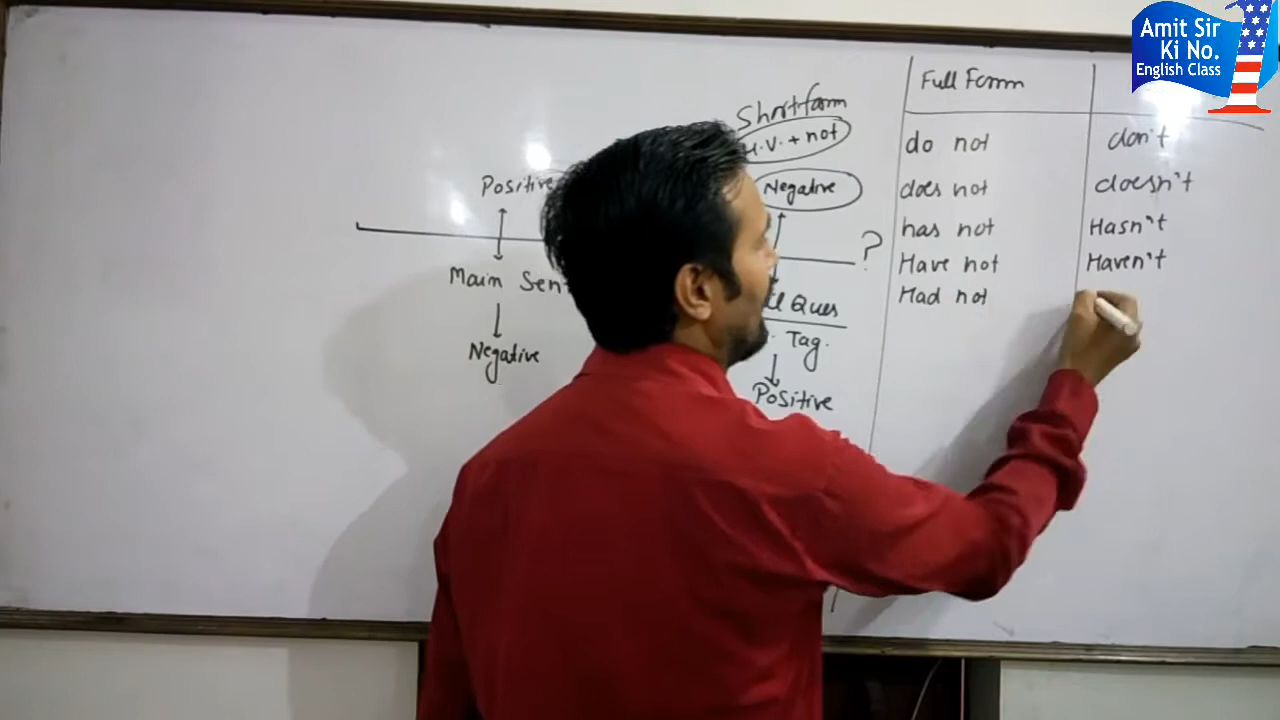 Amit Sir
Ki No.
English Class
Full Form
Short form
H.V. + not
do not don't
Positive Negative does not doesn't
has not Hasn't
?
Main Have not Haven't
Had not
Ques
Tag.
Negative
Positive